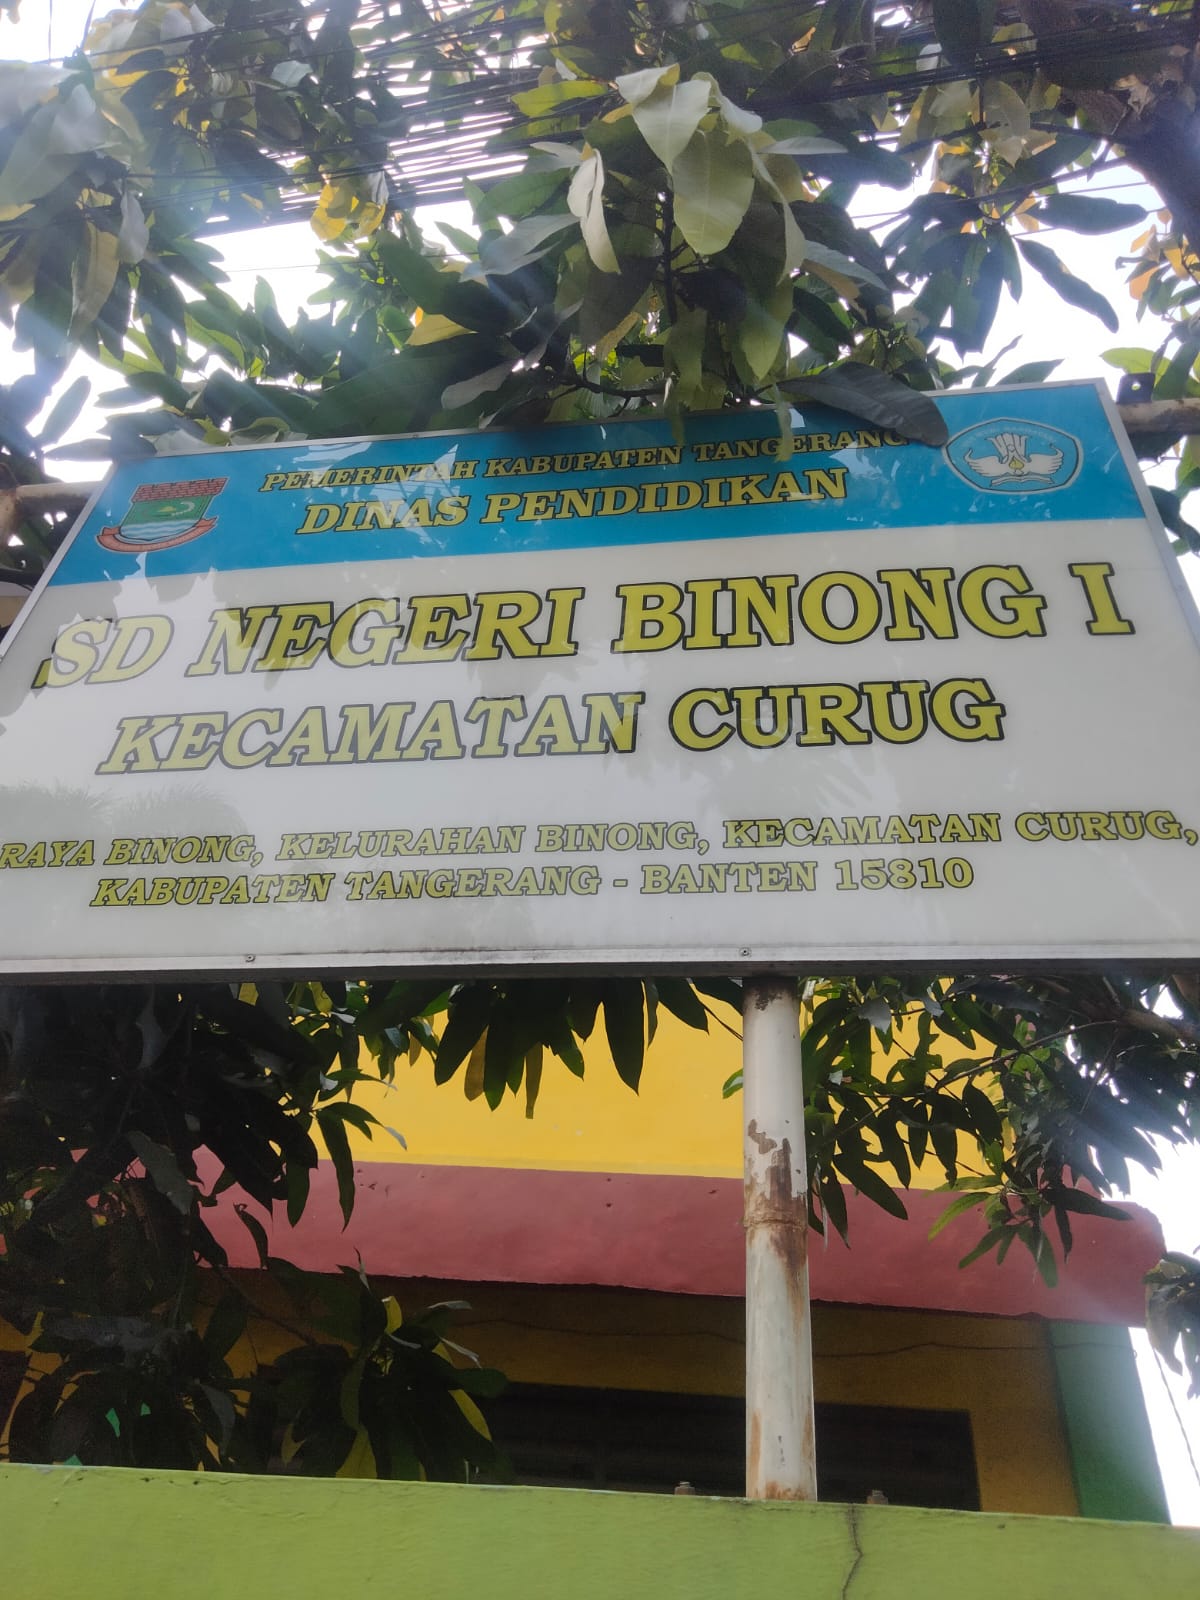 PEMERINTAH KABUPATEN TANGERANG
DINAS PENDIDIKAN
SD NEGERI BINONG I
KECAMATAN CURUG
RAYA BINONG, KELURAHAN BINONG, KECAMATAN CURUG,
KABUPATEN TANGERANG - BANTEN 15810